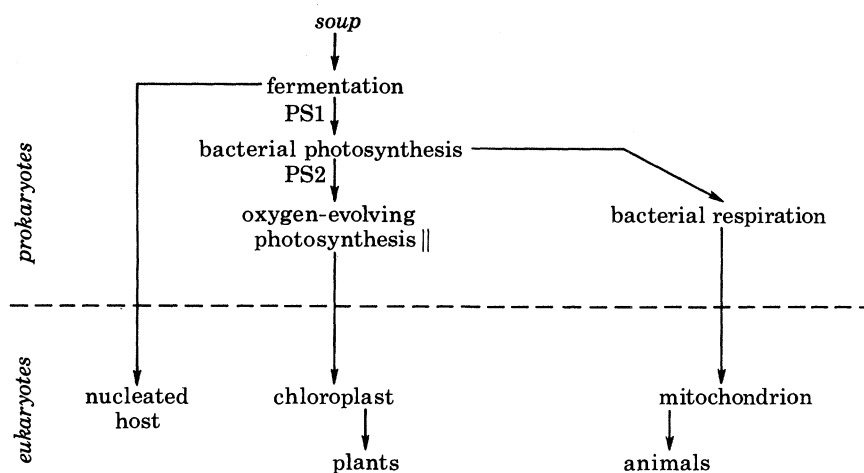 soup
fermentation
PS1
bacterial photosynthesis
PS2
oxygen-evolving
photosynthesis ||
bacterial respiration
prokaryotes
nucleated
host
chloroplast
mitochondrion
eukaryotes
plants
animals